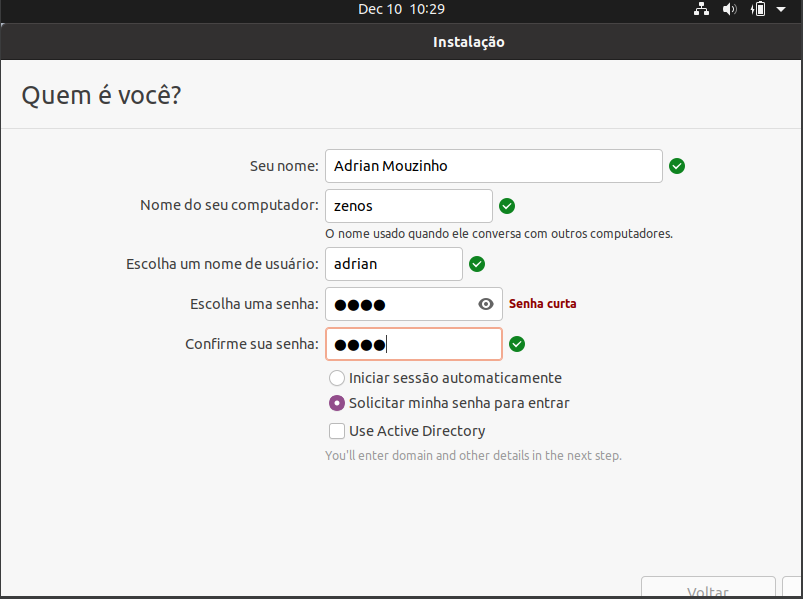 Dec 10 10:29
Instalação
Quem é você?
Seu nome: Adrian Mouzinho
Nome do seu computador: zenos
O nome usado quando ele conversa com outros computadores.
Escolha um nome de usuário: adrian
Escolha uma senha: ●●●● Senha curta
Confirme sua senha: ●●●●
Iniciar sessão automaticamente
Solicitar minha senha para entrar
Use Active Directory
You'll enter domain and other details in the next step.
Voltar